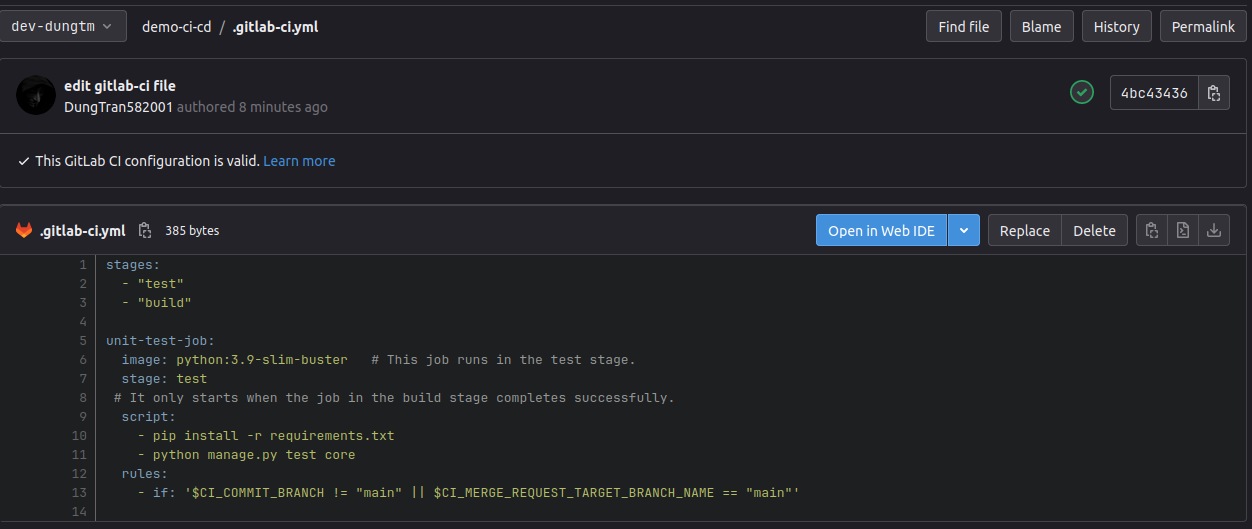 dev-dungtm demo-ci-cd / .gitlab-ci.yml Find file Blame History Permalink
edit gitlab-ci file
DungTran582001 authored 8 minutes ago
4bc43436
✓ This GitLab CI configuration is valid. Learn more
.gitlab-ci.yml 385 bytes Open in Web IDE Replace Delete
1 stages:
2   - "test"
3   - "build"
4
5 unit-test-job:
6   image: python:3.9-slim-buster   # This job runs in the test stage.
7   stage: test
8  # It only starts when the job in the build stage completes successfully.
9   script:
10     - pip install -r requirements.txt
11     - python manage.py test core
12   rules:
13     - if: '$CI_COMMIT_BRANCH != "main" || $CI_MERGE_REQUEST_TARGET_BRANCH_NAME == "main"'
14